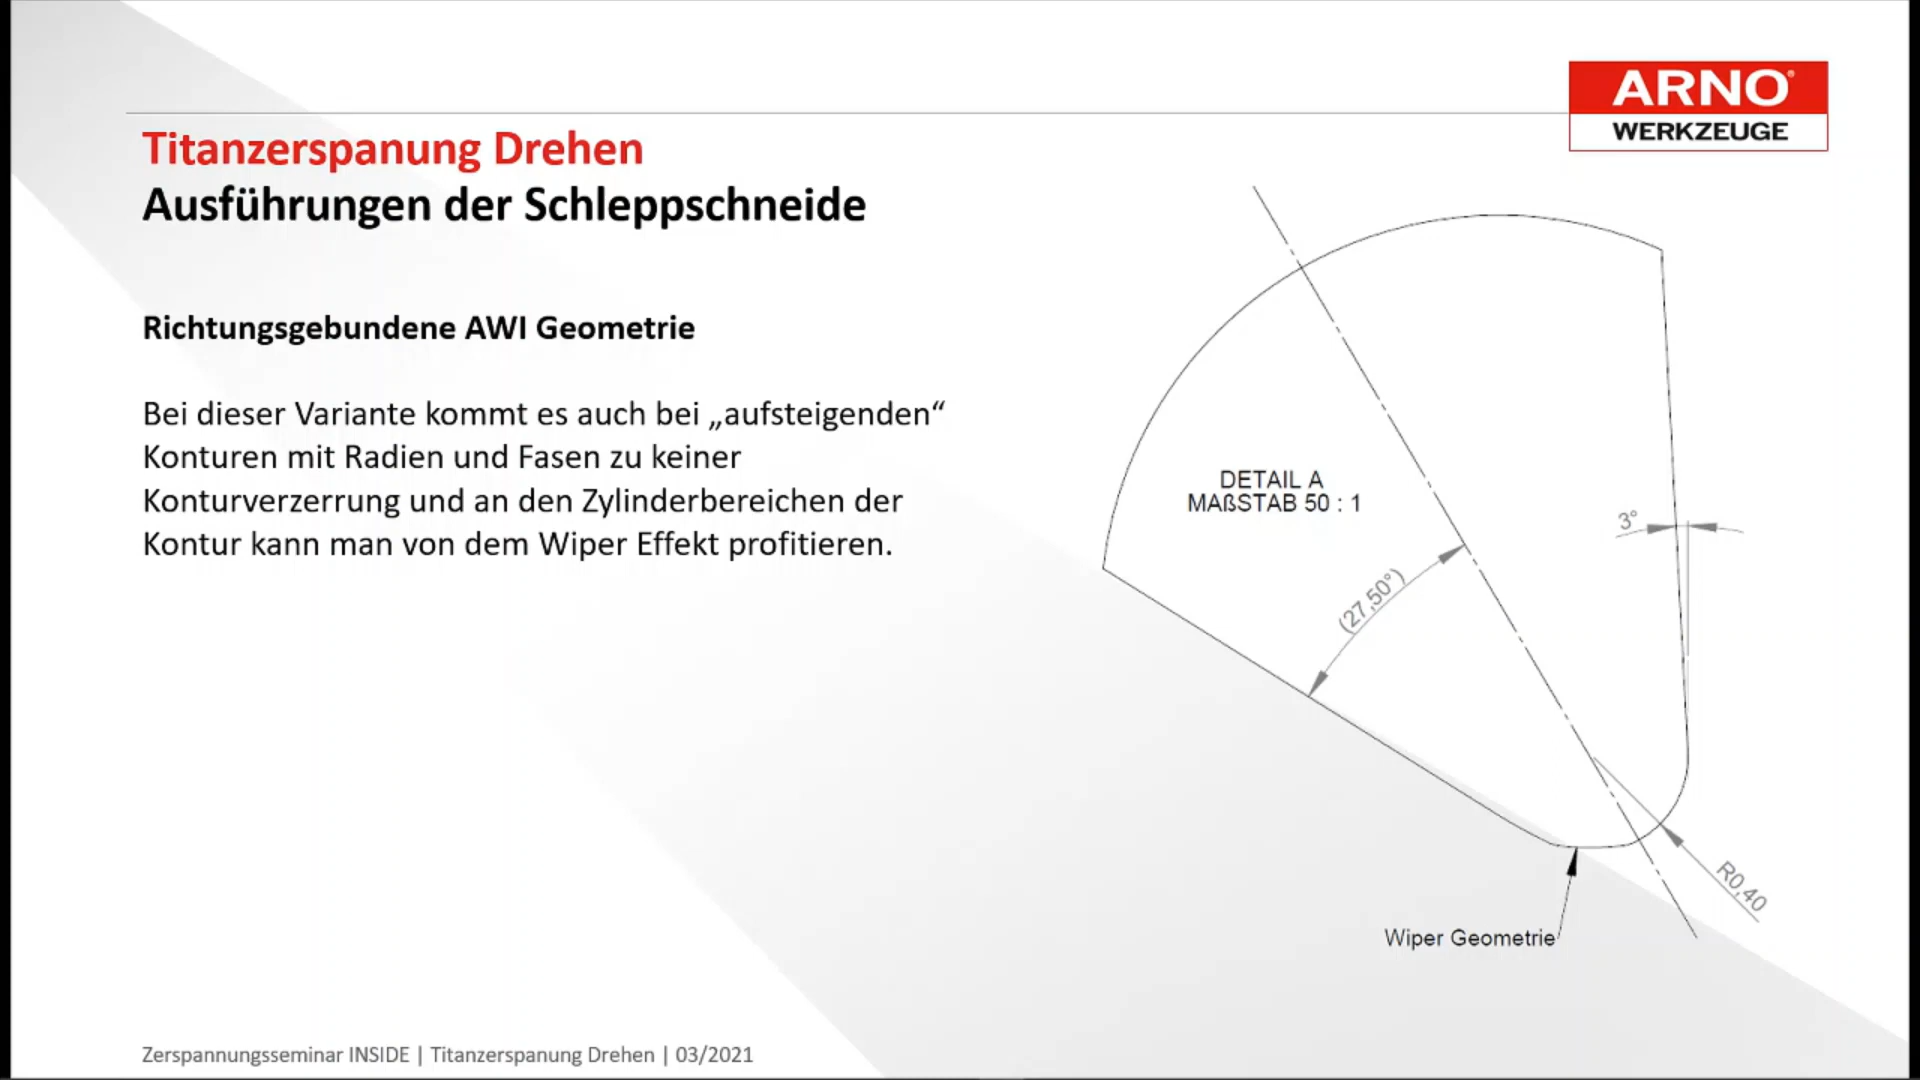 ARNO®
WERKZEUGE
Titanzerspanung Drehen
Ausführungen der Schleppschneide
Richtungsgebundene AWI Geometrie
Bei dieser Variante kommt es auch bei „aufsteigenden“
Konturen mit Radien und Fasen zu keiner
Konturverzerrung und an den Zylinderbereichen der
Kontur kann man von dem Wiper Effekt profitieren.
DETAIL A
MAßSTAB 50 : 1
3°
(27,50°)
R0,40
Wiper Geometrie
Zerspannungsseminar INSIDE | Titanzerspanung Drehen | 03/2021